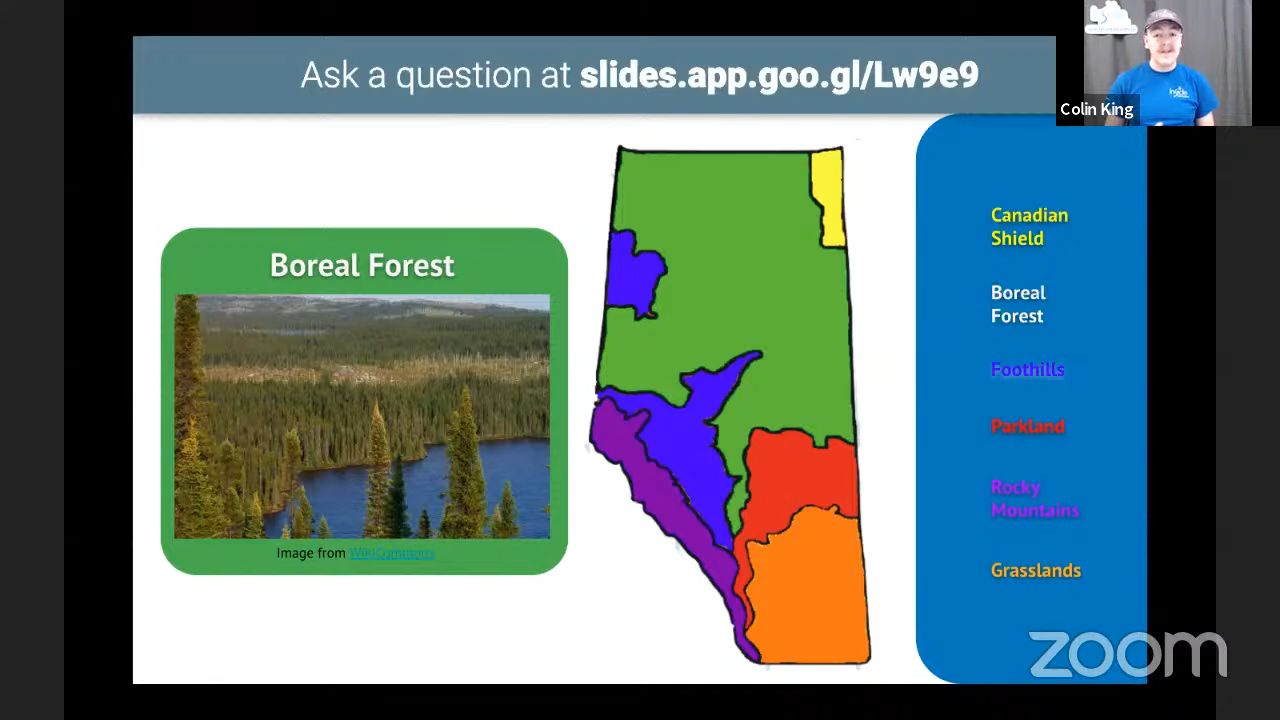 Ask a question at slides.app.goo.gl/Lw9e9
Colin King
Boreal Forest
Image from WikiCommons
Canadian
Shield
Boreal
Forest
Foothills
Parkland
Rocky
Mountains
Grasslands
zoom